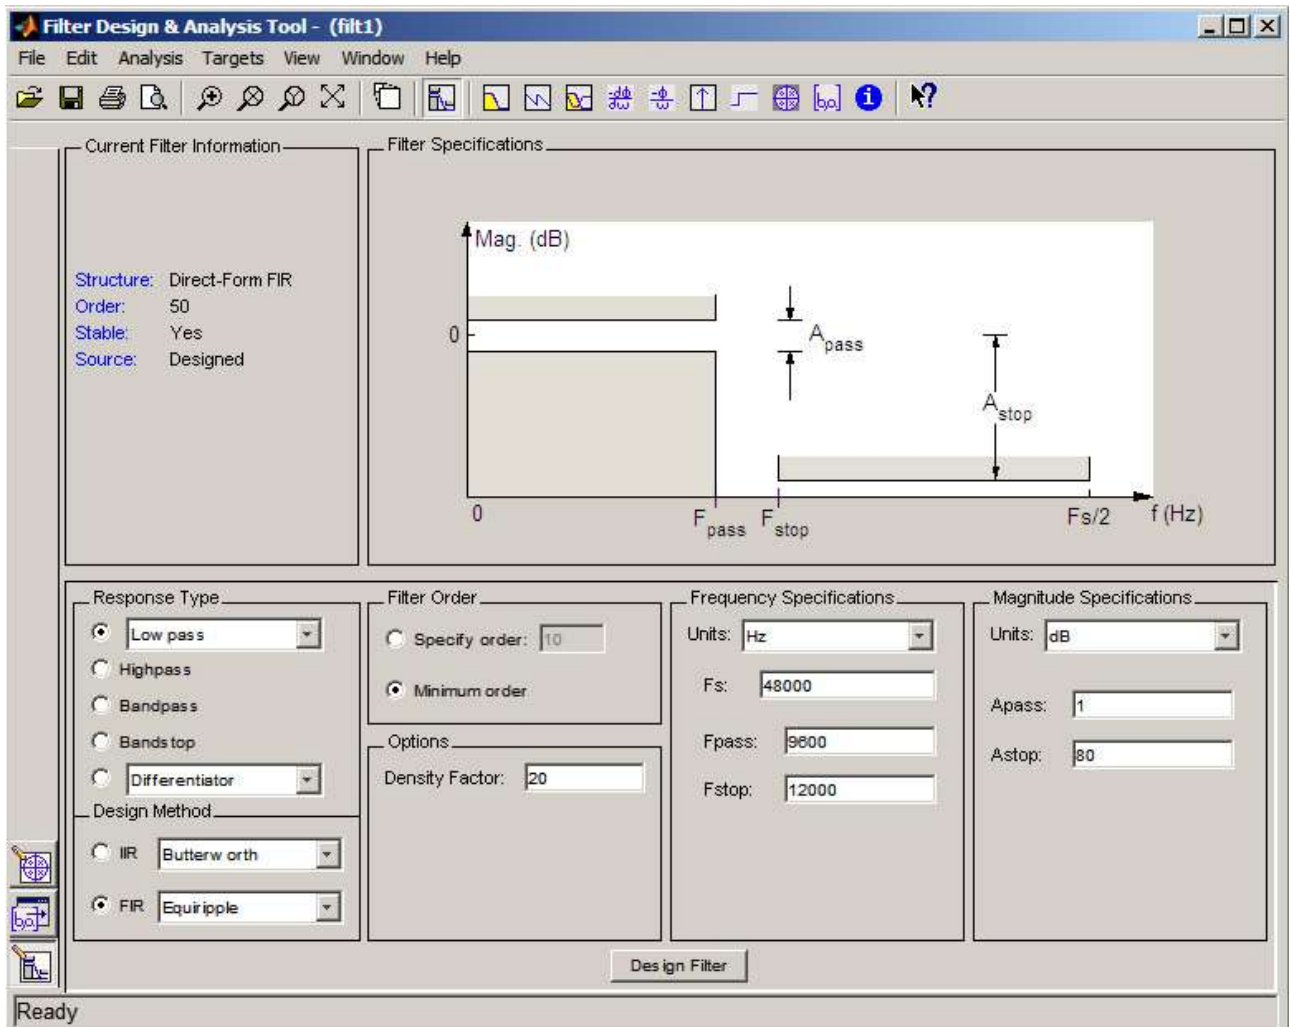 Filter Design & Analysis Tool - (filt1)
File Edit Analysis Targets View Window Help
Current Filter Information
Structure: Direct-Form FIR
Order: 50
Stable: Yes
Source: Designed
Filter Specifications
Mag. (dB)
0
A pass
A stop
0
F pass
F stop
Fs/2
f (Hz)
Response Type
Low pass
Highpass
Bandpass
Bandstop
Differentiator
Design Method
IIR Butterworth
FIR Equiripple
Filter Order
Specify order: 10
Minimum order
Options
Density Factor: 20
Frequency Specifications
Units: Hz
Fs: 48000
Fpass: 9600
Fstop: 12000
Magnitude Specifications
Units: dB
Apass: 1
Astop: 80
Design Filter
Ready